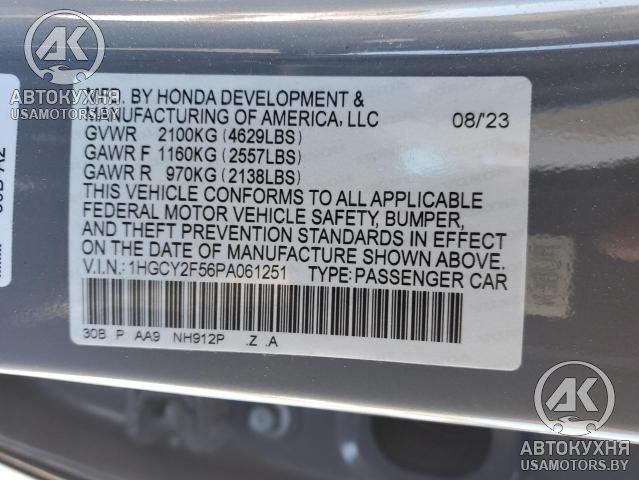 AK
АВТОКУХНЯ
USAMOTORS.BY
BY HONDA DEVELOPMENT &
MANUFACTURING OF AMERICA, LLC 08/'23
GVWR 2100KG (4629LBS)
GAWR F 1160KG (2557LBS)
GAWR R 970KG (2138LBS)
THIS VEHICLE CONFORMS TO ALL APPLICABLE
FEDERAL MOTOR VEHICLE SAFETY, BUMPER,
AND THEFT PREVENTION STANDARDS IN EFFECT
ON THE DATE OF MANUFACTURE SHOWN ABOVE.
V.I.N.: 1HGCY2F56PA061251 TYPE:PASSENGER CAR
30B P AA9 NH912P .Z .A
AK
АВТОКУХНЯ
USAMOTORS.BY